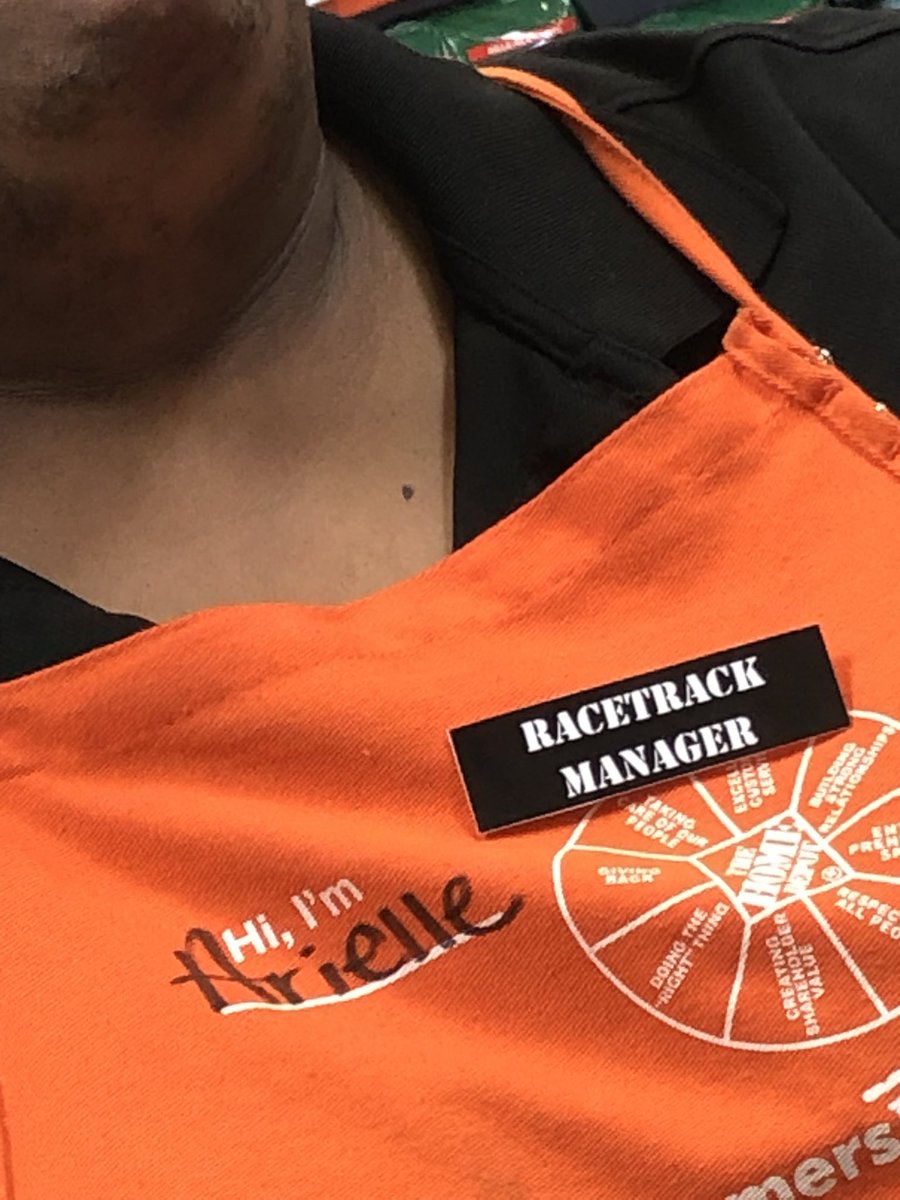 RACETRACK
MANAGER
Hi, I'm
Arielle
TAKING
CARE OF OUR
PEOPLE
BUILDING
STRONG
RELATIONSHIPS
GIVING
BACK
THE
HOME
DEPOT
®
DOING THE
"RIGHT" THING
CREATING
SHAREHOLDER
VALUE
ALL